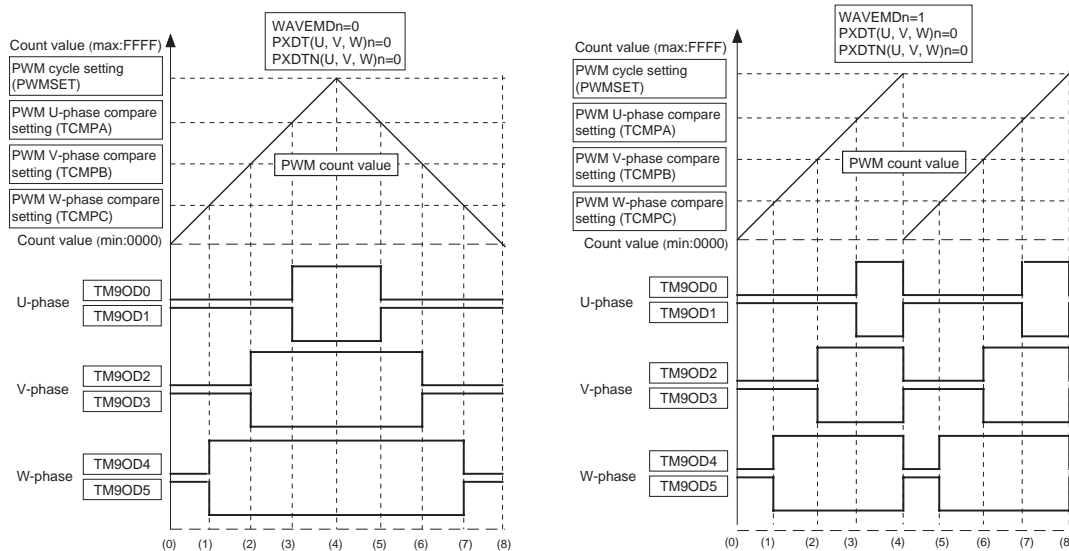 WAVEMDn=0
PXDT(U, V, W)n=0
PXDTN(U, V, W)n=0
Count value (max:FFFF)
PWM cycle setting
(PWMSET)
PWM U-phase compare
setting (TCMPA)
PWM V-phase compare
setting (TCMPB)
PWM W-phase compare
setting (TCMPC)
Count value (min:0000)
PWM count value
U-phase
TM9OD0
TM9OD1
V-phase
TM9OD2
TM9OD3
W-phase
TM9OD4
TM9OD5
(0) (1) (2) (3) (4) (5) (6) (7) (8)
WAVEMDn=1
PXDT(U, V, W)n=0
PXDTN(U, V, W)n=0
Count value (max:FFFF)
PWM cycle setting
(PWMSET)
PWM U-phase compare
setting (TCMPA)
PWM V-phase compare
setting (TCMPB)
PWM W-phase compare
setting (TCMPC)
Count value (min:0000)
PWM count value
U-phase
TM9OD0
TM9OD1
V-phase
TM9OD2
TM9OD3
W-phase
TM9OD4
TM9OD5
(0) (1) (2) (3) (4) (5) (6) (7) (8)